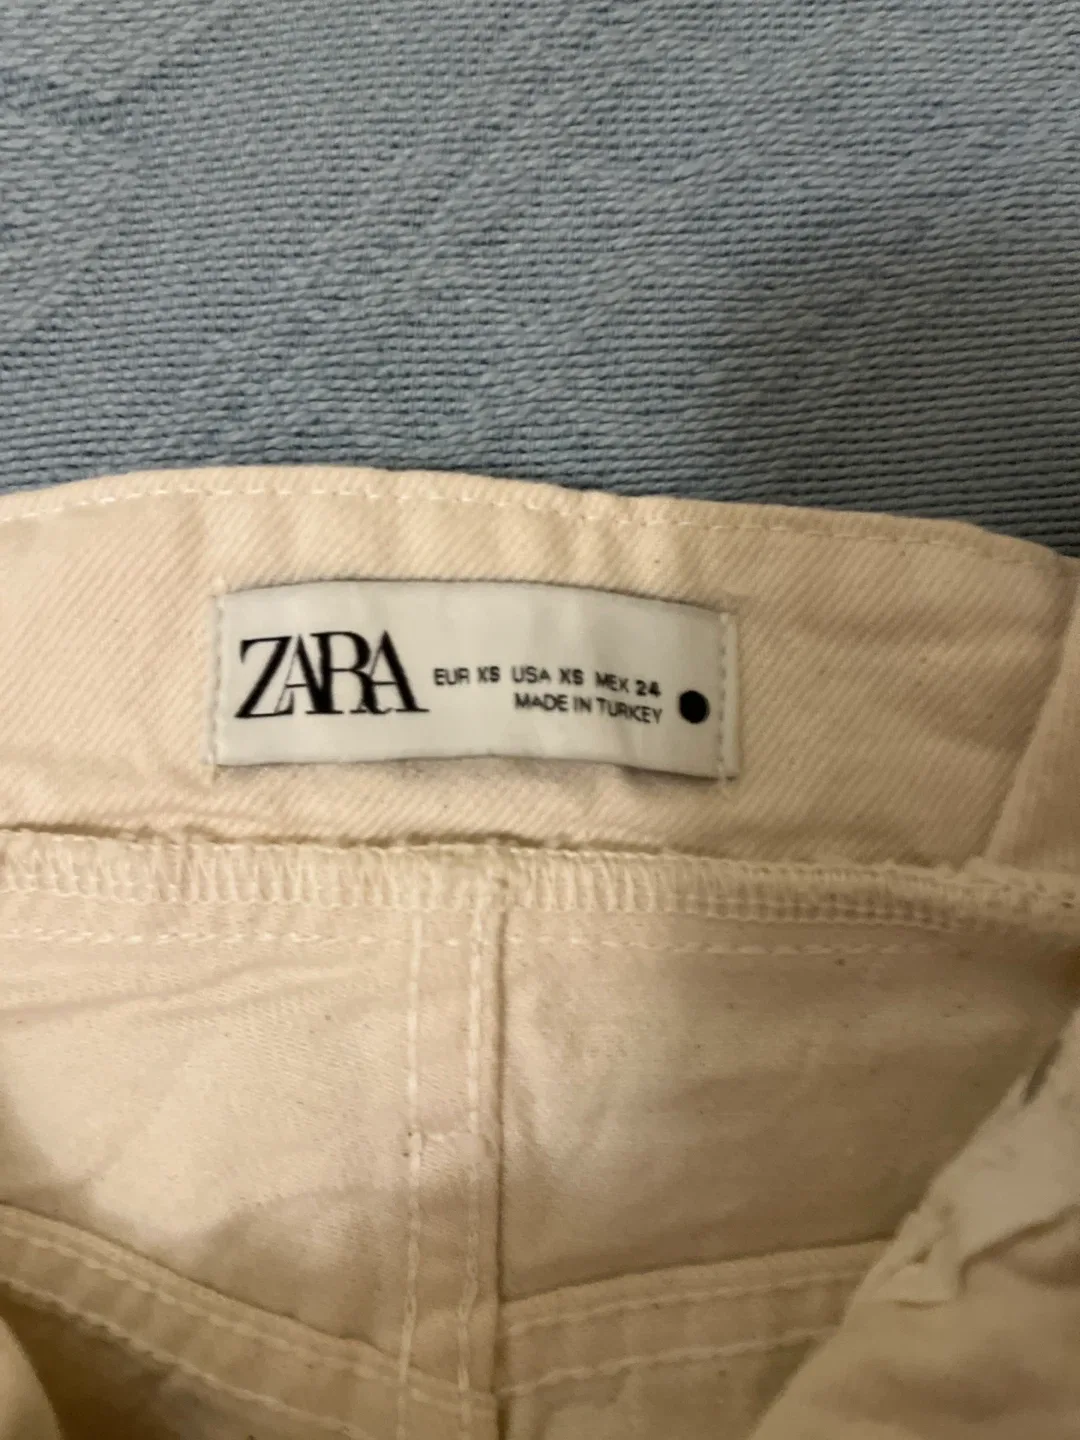 ZARA
EUR XS USA XS MEX 24
MADE IN TURKEY